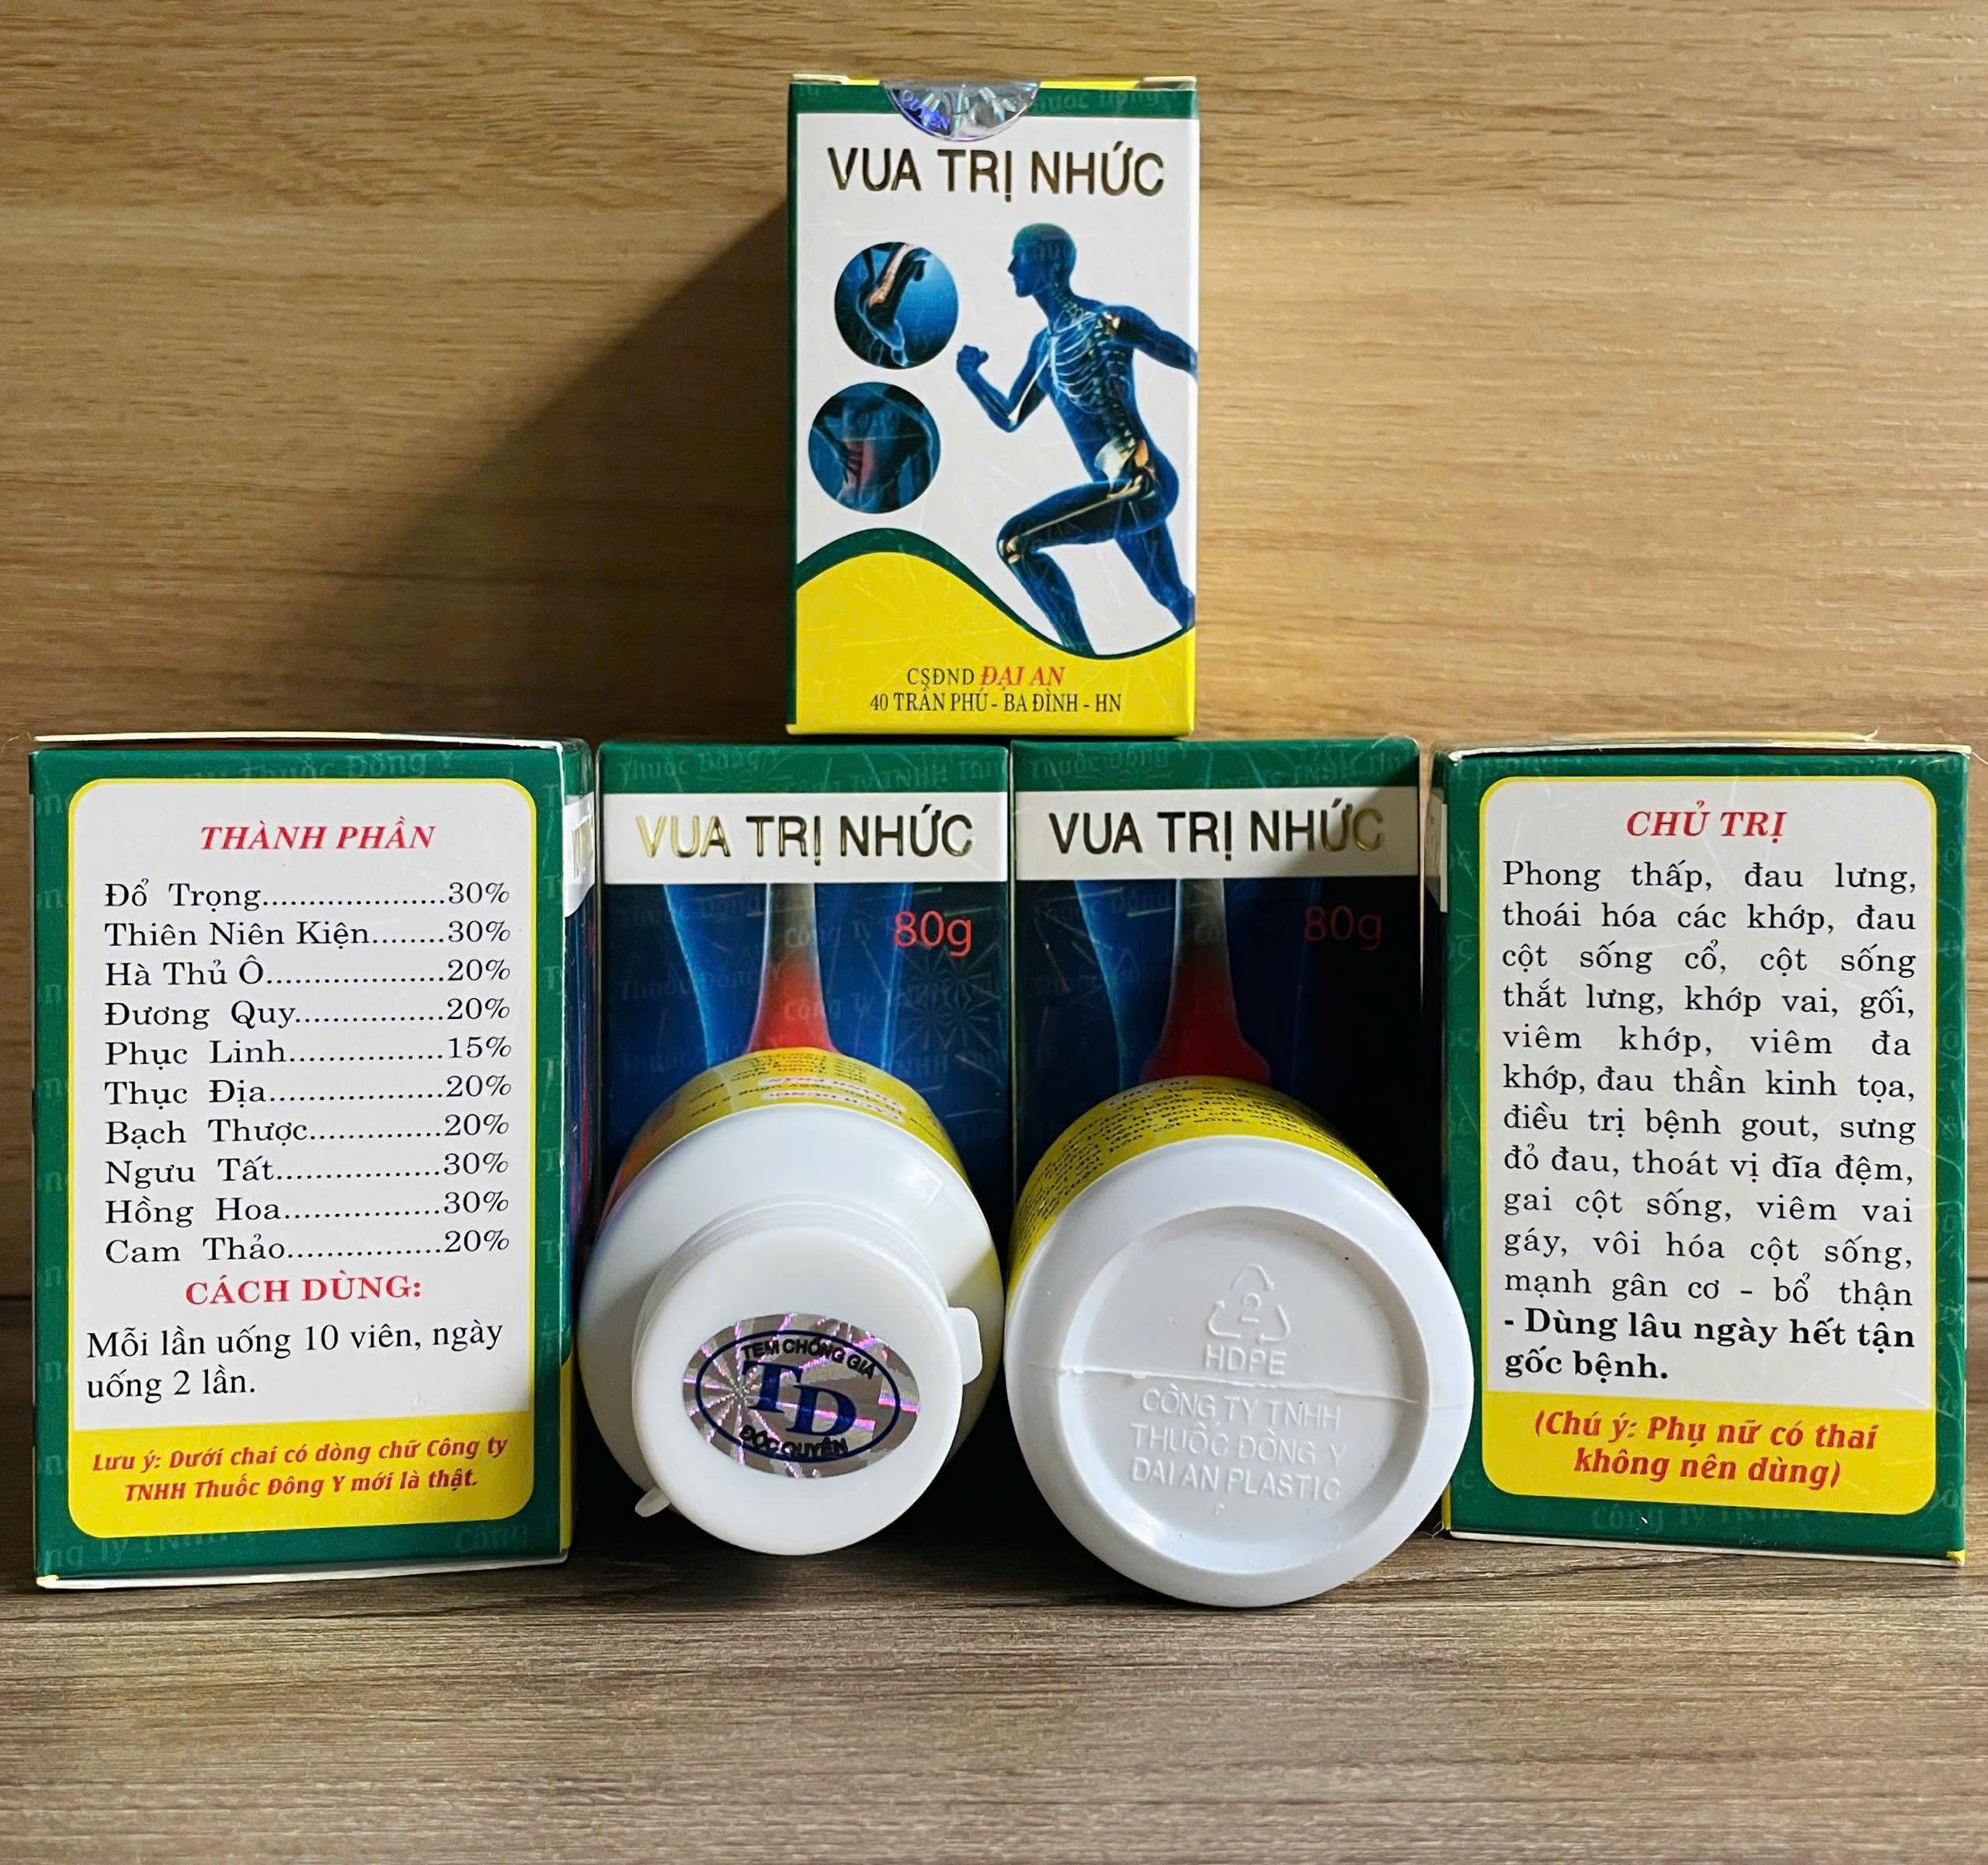 QUYỀN
VUA TRỊ NHỨC
CSĐND ĐẠI AN
40 TRẦN PHÚ - BA ĐÌNH - HN
THÀNH PHẦN
Đổ Trọng....................30%
Thiên Niên Kiện........30%
Hà Thủ Ô...................20%
Đương Quy................20%
Phục Linh.................15%
Thục Địa...................20%
Bạch Thược...............20%
Ngưu Tất..................30%
Hồng Hoa.................30%
Cam Thảo.................20%
CÁCH DÙNG:
Mỗi lần uống 10 viên, ngày
uống 2 lần.
Lưu ý: Dưới chai có dòng chữ Công ty
TNHH Thuốc Đông Y mới là thật.
VUA TRỊ NHỨC
80g
TEM CHỐNG GIẢ
TD
ĐỘC QUYỀN
VUA TRỊ NHỨC
80g
2
HDPE
CÔNG TY TNHH
THUỐC ĐÔNG Y
DAI AN PLASTIC
CHỦ TRỊ
Phong thấp, đau lưng,
thoái hóa các khớp, đau
cột sống cổ, cột sống
thắt lưng, khớp vai, gối,
viêm khớp, viêm đa
khớp, đau thần kinh tọa,
điều trị bệnh gout, sưng
đỏ đau, thoát vị đĩa đệm,
gai cột sống, viêm vai
gáy, vôi hóa cột sống,
mạnh gân cơ - bổ thận
- Dùng lâu ngày hết tận
gốc bệnh.
(Chú ý: Phụ nữ có thai
không nên dùng)